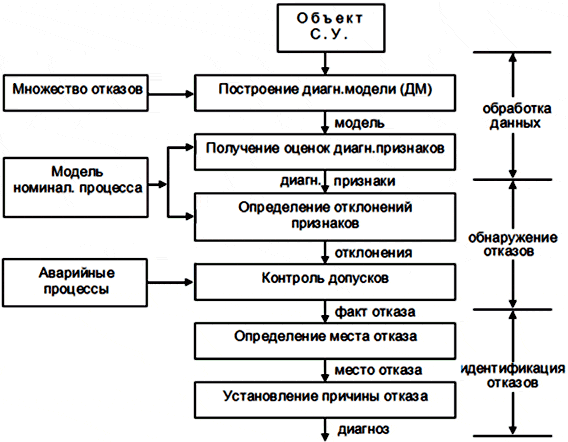 Объект
С.У.
Множество отказов
Построение диагн.модели (ДМ)
модель
обработка
данных
Получение оценок диагн.признаков
Модель
номинал. процесса
диагн. признаки
Определение отклонений
признаков
отклонения
обнаружение
отказов
Аварийные
процессы
Контроль допусков
факт отказа
Определение места отказа
место отказа
идентификация
отказов
Установление причины отказа
диагноз